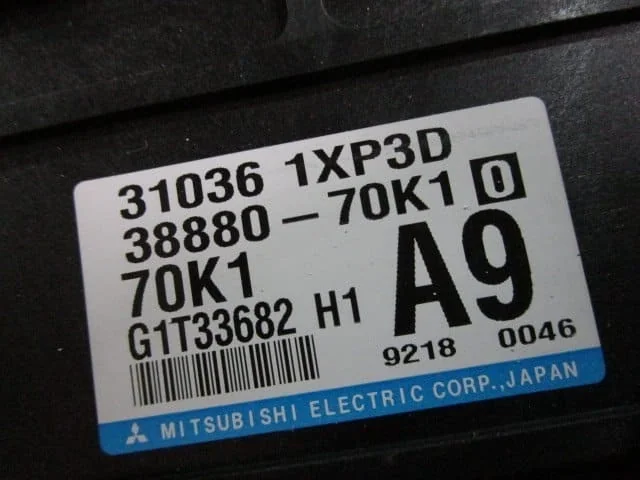 31036 1XP3D
38880-70K1 0
70K1
A9
G1T33682 H1
9218 0046
MITSUBISHI ELECTRIC CORP.,JAPAN